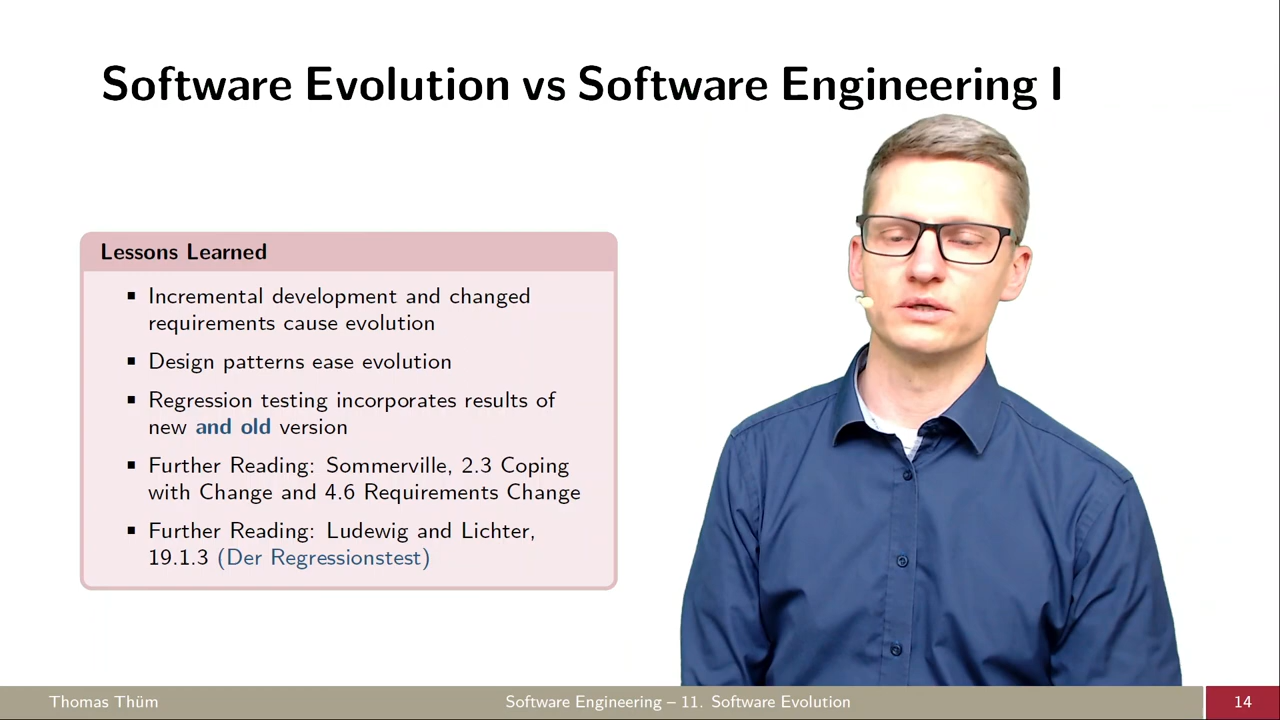 Software Evolution vs Software Engineering I
Lessons Learned
▪ Incremental development and changed
requirements cause evolution
▪ Design patterns ease evolution
▪ Regression testing incorporates results of
new and old version
▪ Further Reading: Sommerville, 2.3 Coping
with Change and 4.6 Requirements Change
▪ Further Reading: Ludewig and Lichter,
19.1.3 (Der Regressionstest)
Thomas Thüm
Software Engineering – 11. Software Evolution
14